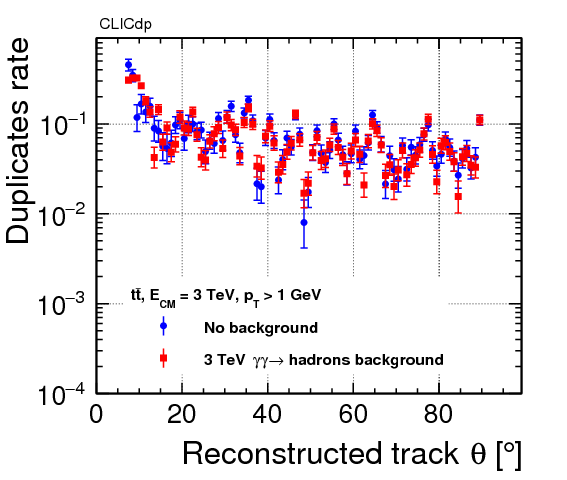 CLICdp
Duplicates rate
10⁻¹
10⁻²
10⁻³
10⁻⁴
tt̄, E_CM = 3 TeV, p_T > 1 GeV
No background
3 TeV γγ→ hadrons background
0 20 40 60 80
Reconstructed track θ [°]